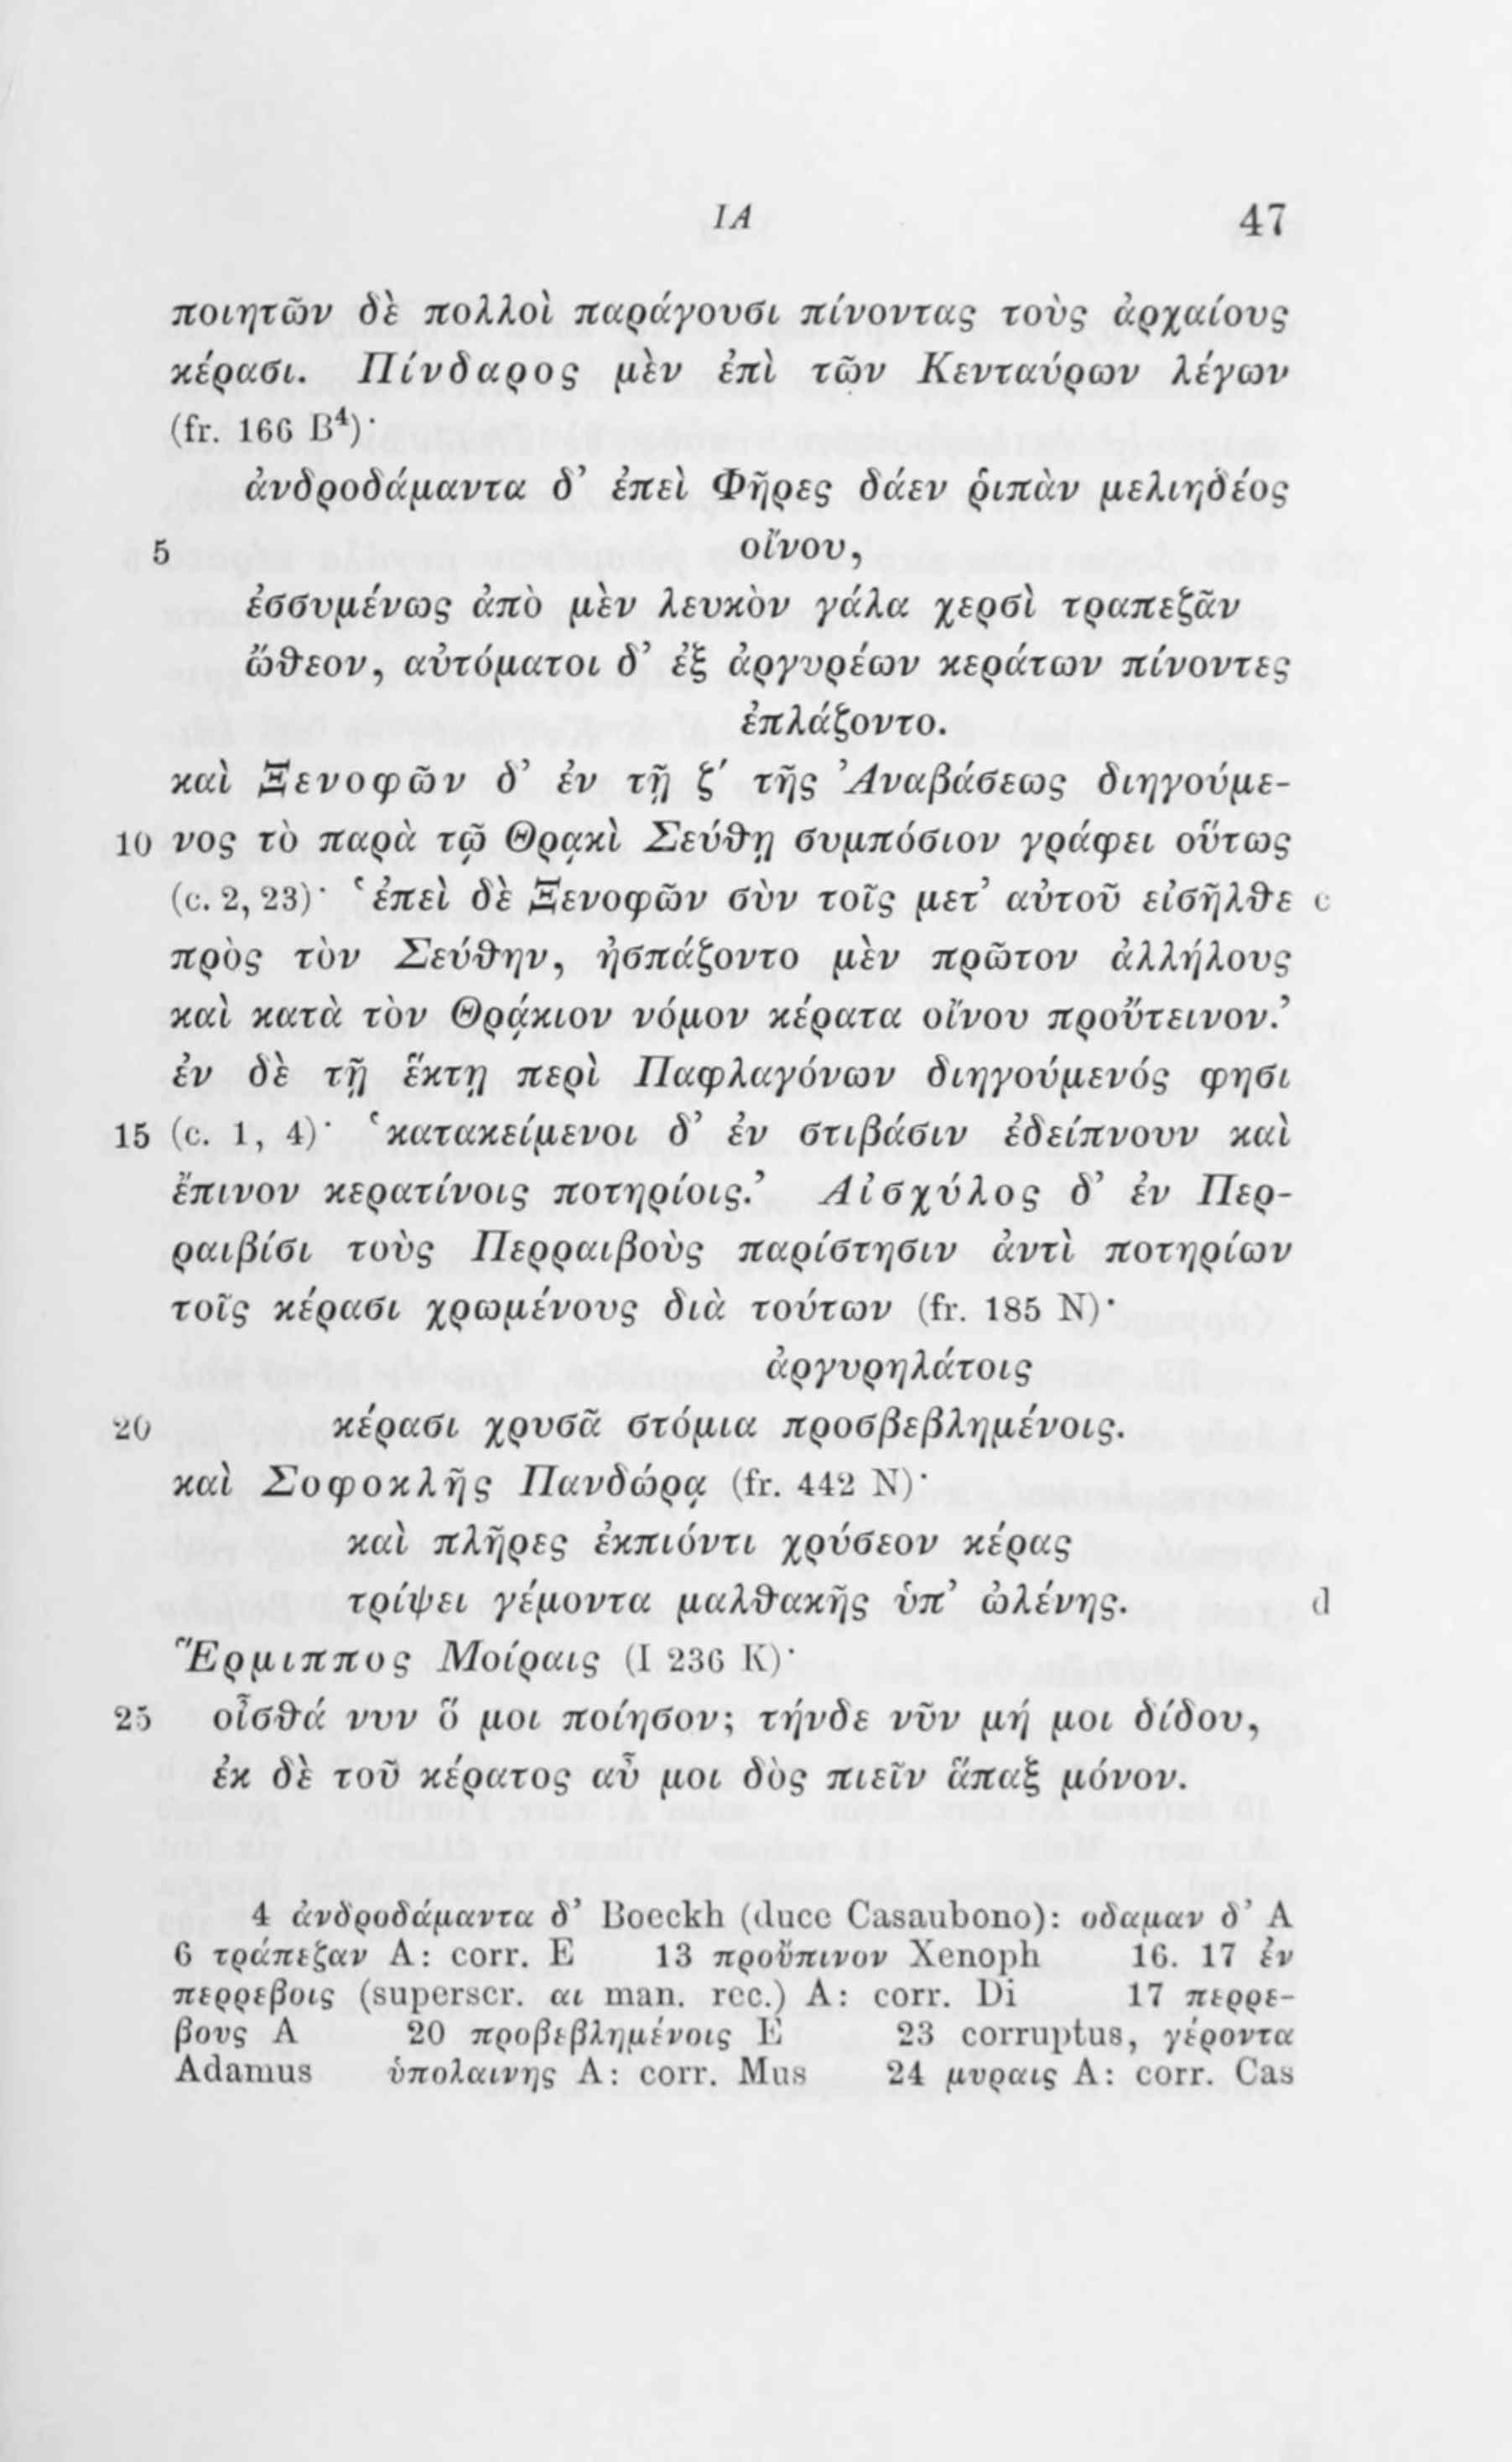 ΙΑ 47
ποιητῶν δὲ πολλοὶ παράγουσι πίνοντας τοὺς ἀρχαίους
κέρασι. Πίνδαρος μὲν ἐπὶ τῶν Κενταύρων λέγων
(fr. 166 B⁴)·
ἀνδροδάμαντα δ’ ἐπεὶ Φῆρες δάεν ῥιπὰν μελιηδέος
5 οἴνου,
ἐσσυμένως ἀπὸ μὲν λευκὸν γάλα χερσὶ τραπεζᾶν
ὤθεον, αὐτόματοι δ’ ἐξ ἀργυρέων κεράτων πίνοντες
ἐπλάζοντο.
καὶ Ξενοφῶν δ’ ἐν τῇ ζ′ τῆς Ἀναβάσεως διηγούμε-
10 νος τὸ παρὰ τῷ Θρᾳκὶ Σεύθῃ συμπόσιον γράφει οὕτως
(c. 2, 23)· ‘ἐπεὶ δὲ Ξενοφῶν σὺν τοῖς μετ’ αὐτοῦ εἰσῆλθε c
πρὸς τὸν Σεύθην, ἠσπάζοντο μὲν πρῶτον ἀλλήλους
καὶ κατὰ τὸν Θρᾴκιον νόμον κέρατα οἴνου προὔτεινον.’
ἐν δὲ τῇ ἕκτῃ περὶ Παφλαγόνων διηγούμενός φησι
15 (c. 1, 4)· ‘κατακείμενοι δ’ ἐν στιβάσιν ἐδείπνουν καὶ
ἔπινον κερατίνοις ποτηρίοις.’ Αἰσχύλος δ’ ἐν Περ-
ραιβίσι τοὺς Περραιβοὺς παρίστησιν ἀντὶ ποτηρίων
τοῖς κέρασι χρωμένους διὰ τούτων (fr. 185 N)·
ἀργυρηλάτοις
20 κέρασι χρυσᾶ στόμια προσβεβλημένοις.
καὶ Σοφοκλῆς Πανδώρᾳ (fr. 442 N)·
καὶ πλῆρες ἐκπιόντι χρύσεον κέρας
τρίψει γέμοντα μαλθακῆς ὑπ’ ὠλένης. d
Ἕρμιππος Μοίραις (I 236 K)·
25 οἶσθά νυν ὅ μοι ποίησον; τήνδε νῦν μή μοι δίδου,
ἐκ δὲ τοῦ κέρατος αὖ μοι δὸς πιεῖν ἅπαξ μόνον.
4 ἀνδροδάμαντα δ’ Boeckh (duce Casaubono): οδαμαν δ’ A
6 τράπεζαν A: corr. E 13 προὔπινον Xenoph 16. 17 ἐν
περρεβοις (superscr. αι man. rec.) A: corr. Di 17 περρε-
βους A 20 προβεβλημένοις E 23 corruptus, γέροντα
Adamus ὑπολαινης A: corr. Mus 24 μυραις A: corr. Cas